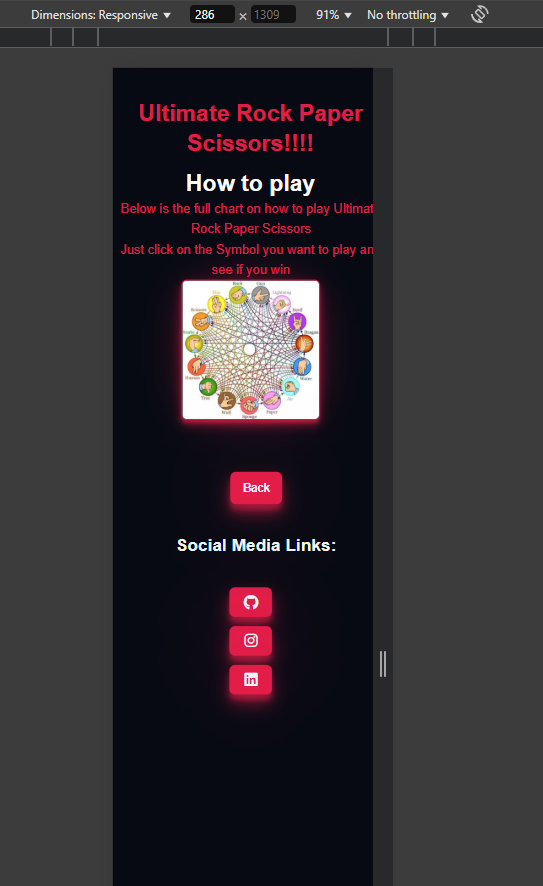 Dimensions: Responsive ▼ 286 × 1309 91% ▼ No throttling ▼
Ultimate Rock Paper
Scissors!!!!
How to play
Below is the full chart on how to play Ultimat
Rock Paper Scissors
Just click on the Symbol you want to play an
see if you win
Rock
Lightning
Devil
Dragon
Water
Paper
Sponge
Wolf
Tree
Human
Snake
Scissors
Back
Social Media Links:
in